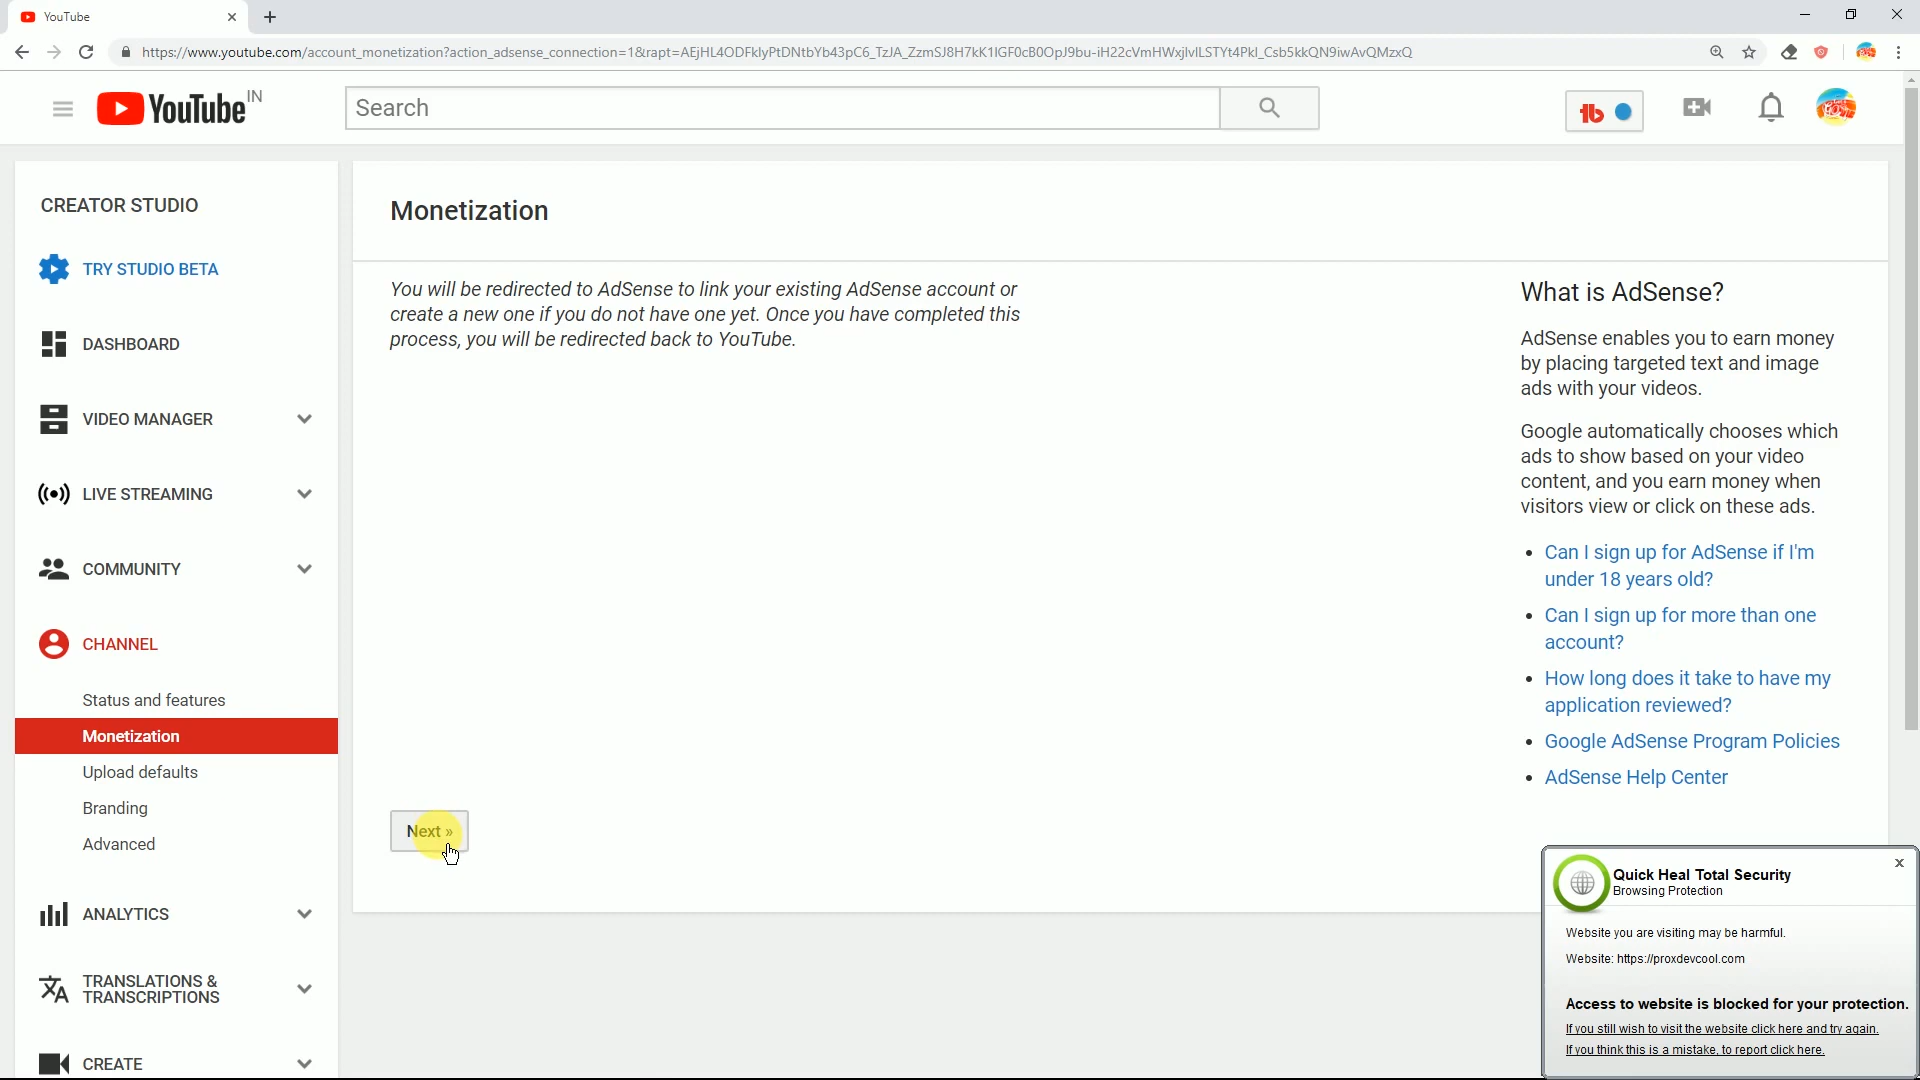 YouTube
https://www.youtube.com/account_monetization?action_adsense_connection=1&rapt=AEjHL4ODFklyPtDNtbYb43pC6_TzJA_ZzmSJ8H7kK1lGF0cB0OpJ9bu-iH22cVmHWxjlvlLSTYt4Pkl_Csb5kkQN9iwAvQMzxQ
YouTube IN
Search
tb
CREATOR STUDIO
TRY STUDIO BETA
DASHBOARD
VIDEO MANAGER
LIVE STREAMING
COMMUNITY
CHANNEL
Status and features
Monetization
Upload defaults
Branding
Advanced
ANALYTICS
TRANSLATIONS &
TRANSCRIPTIONS
CREATE
Monetization
You will be redirected to AdSense to link your existing AdSense account or
create a new one if you do not have one yet. Once you have completed this
process, you will be redirected back to YouTube.
Next »
What is AdSense?
AdSense enables you to earn money
by placing targeted text and image
ads with your videos.
Google automatically chooses which
ads to show based on your video
content, and you earn money when
visitors view or click on these ads.
• Can I sign up for AdSense if I'm
under 18 years old?
• Can I sign up for more than one
account?
• How long does it take to have my
application reviewed?
• Google AdSense Program Policies
• AdSense Help Center
Quick Heal Total Security
Browsing Protection
Website you are visiting may be harmful.
Website: https://proxdevcool.com
Access to website is blocked for your protection.
If you still wish to visit the website click here and try again.
If you think this is a mistake, to report click here.